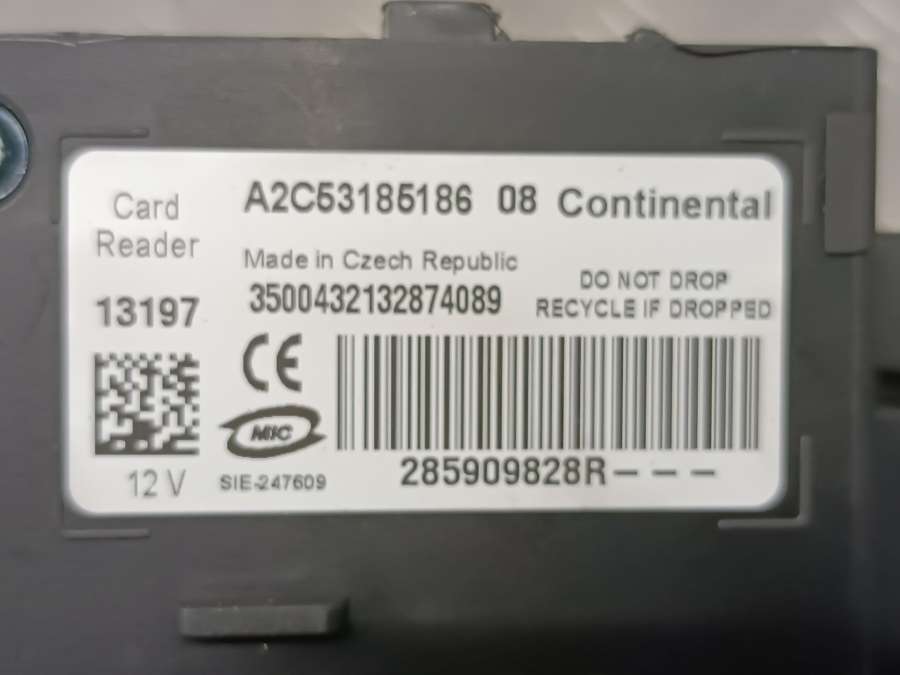 Card
Reader
A2C53185186 08 Continental
Made in Czech Republic
DO NOT DROP
RECYCLE IF DROPPED
13197
3500432132874089
CE
MIC
12 V
SIE-247609
285909828R---